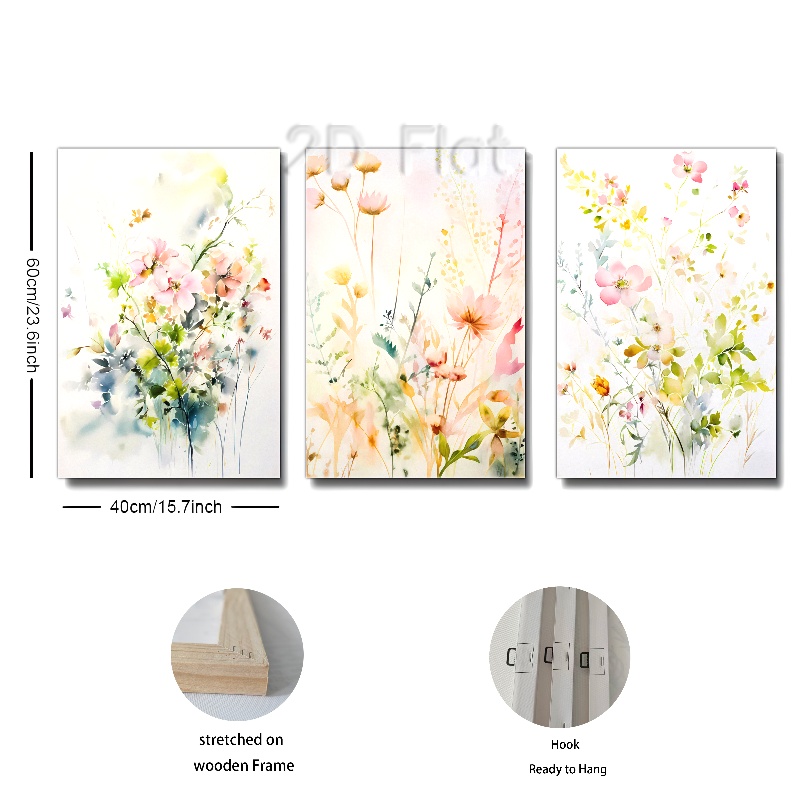 2D Flat
60cm/23.6inch
40cm/15.7inch
stretched on
wooden Frame
Hook
Ready to Hang